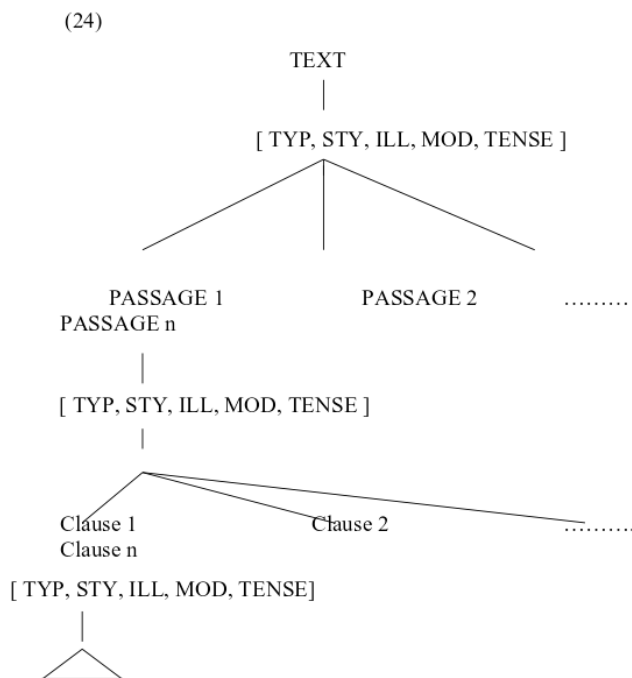 (24)
TEXT
[ TYP, STY, ILL, MOD, TENSE ]
PASSAGE 1 PASSAGE 2 .........
PASSAGE n
[ TYP, STY, ILL, MOD, TENSE ]
Clause 1 Clause 2 ..........
Clause n
[ TYP, STY, ILL, MOD, TENSE]